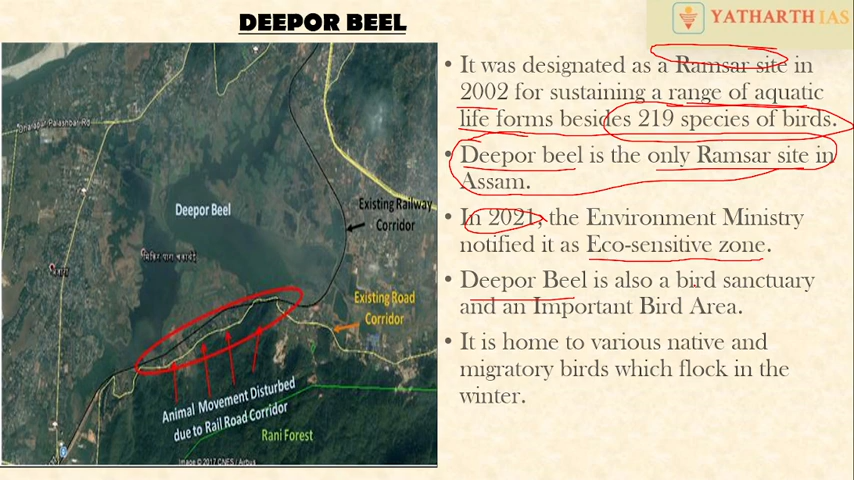 DEEPOR BEEL
YATHARTH IAS
Deepor Beel
Existing Railway
Corridor
Existing Road
Corridor
Animal Movement Disturbed
due to Rail Road Corridor
Rani Forest
Image © 2017 CNES / Airbus
• It was designated as a Ramsar site in
2002 for sustaining a range of aquatic
life forms besides 219 species of birds.
• Deepor beel is the only Ramsar site in
Assam.
• In 2021, the Environment Ministry
notified it as Eco-sensitive zone.
• Deepor Beel is also a bird sanctuary
and an Important Bird Area.
• It is home to various native and
migratory birds which flock in the
winter.